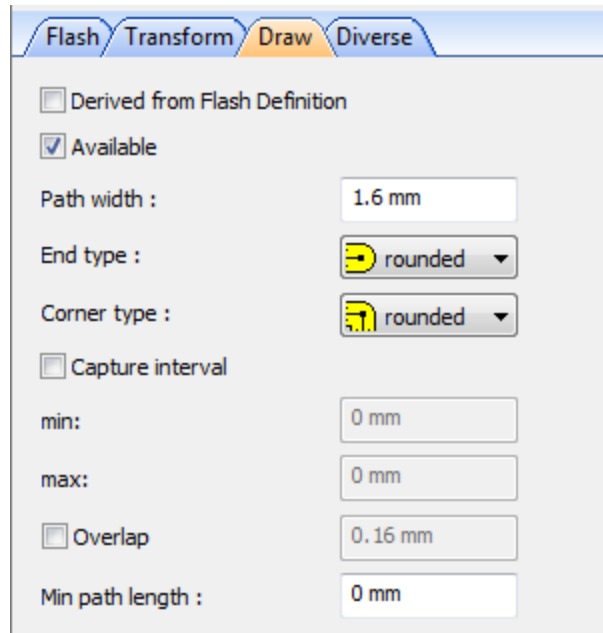 Flash Transform Draw Diverse
Derived from Flash Definition
Available
Path width : 1.6 mm
End type : rounded
Corner type : rounded
Capture interval
min: 0 mm
max: 0 mm
Overlap 0.16 mm
Min path length : 0 mm